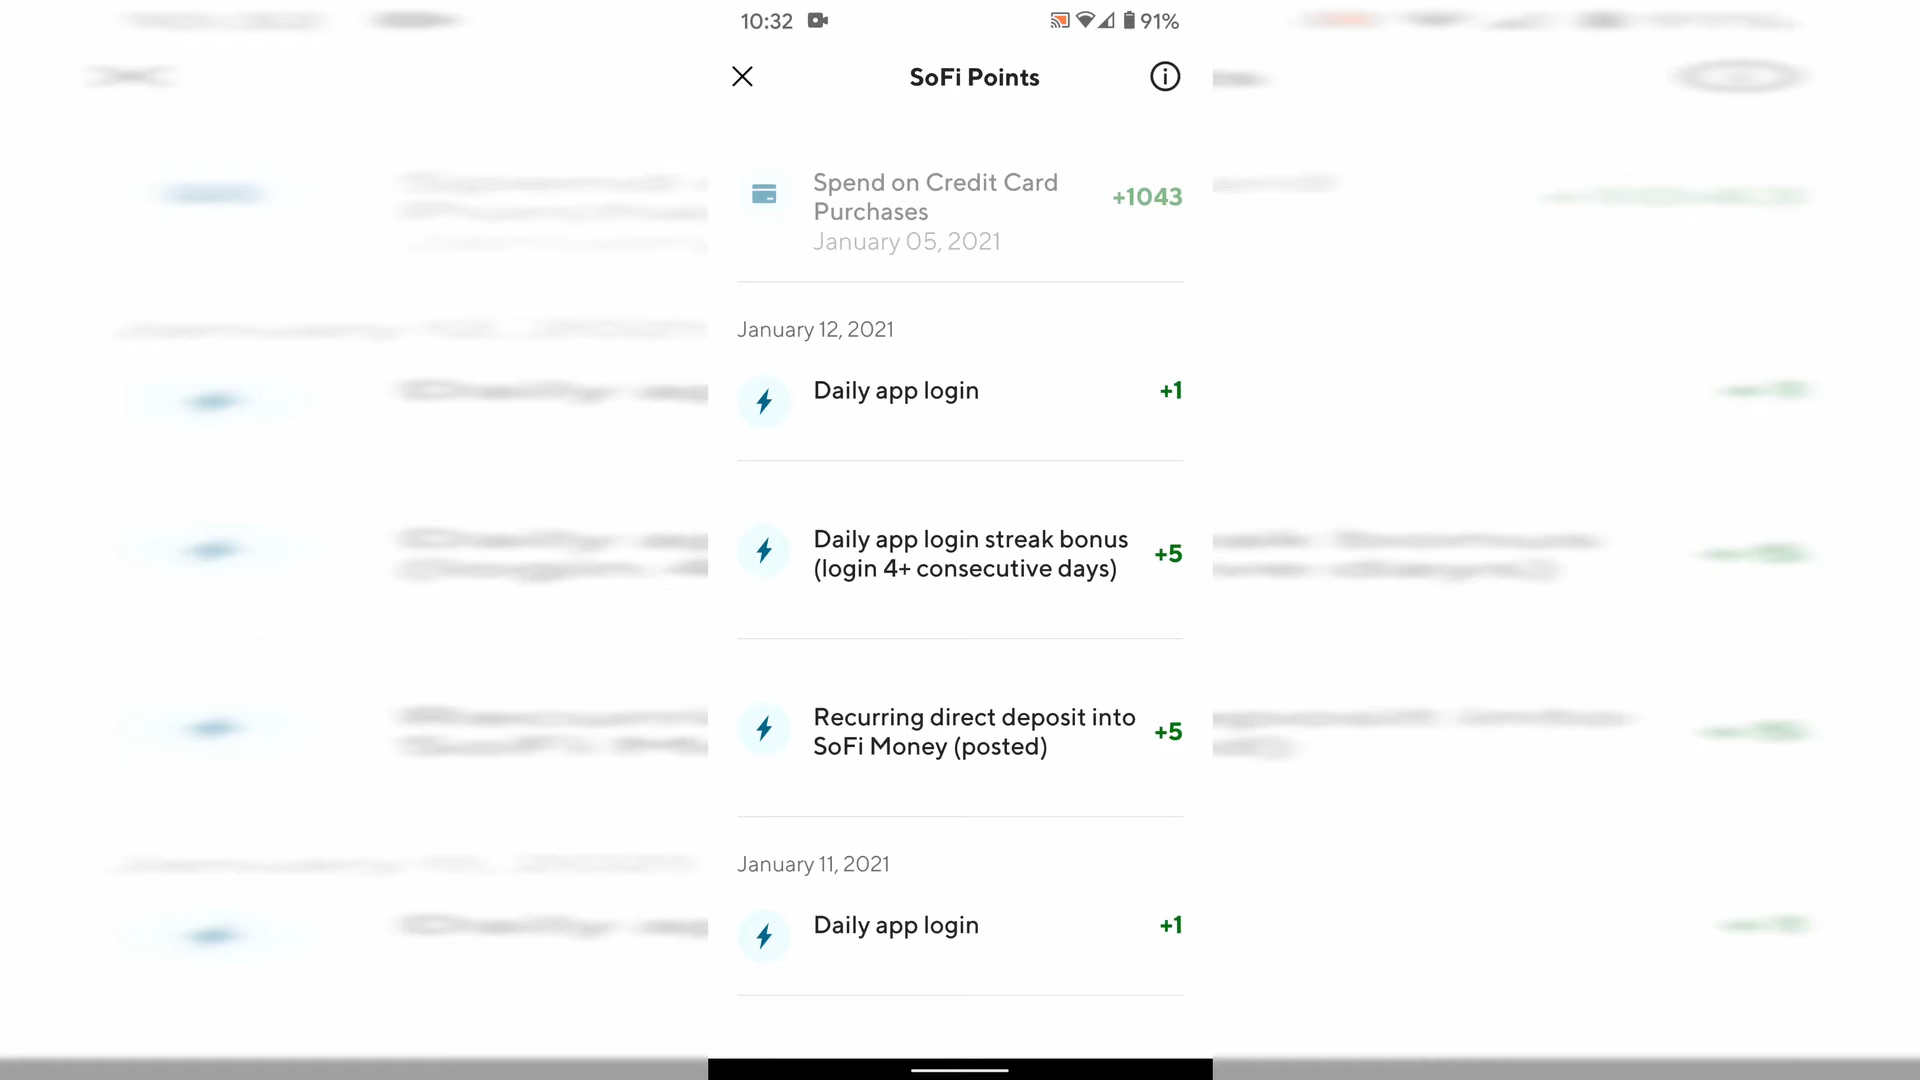 10:32
91%
SoFi Points
Spend on Credit Card
Purchases
+1043
January 05, 2021
January 12, 2021
Daily app login
+1
Daily app login streak bonus
(login 4+ consecutive days)
+5
Recurring direct deposit into
SoFi Money (posted)
+5
January 11, 2021
Daily app login
+1